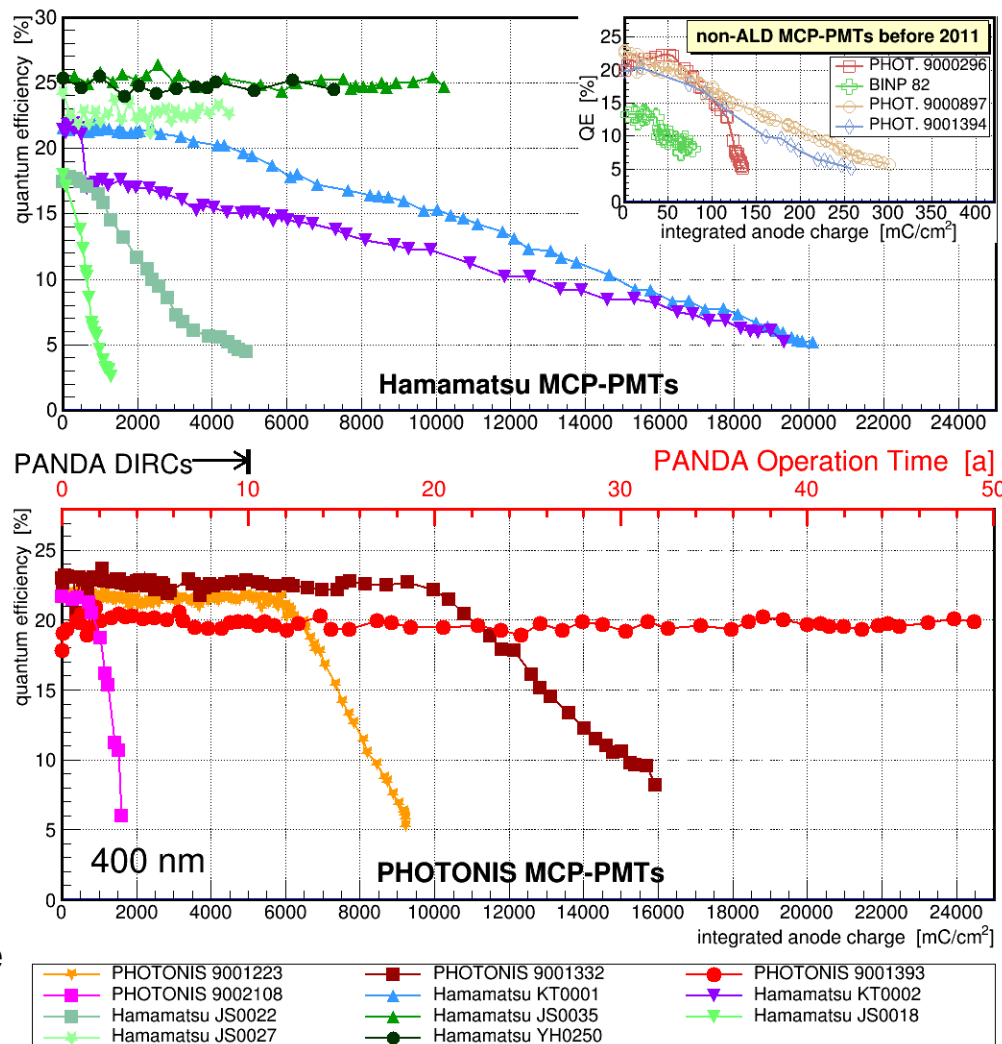 non-ALD MCP-PMTs before 2011
PHOT. 9000296
BINP 82
PHOT. 9000897
PHOT. 9001394
QE [%]
25
20
15
10
5
0
0 50 100 150 200 250 300 350 400
integrated anode charge [mC/cm²]
quantum efficiency [%]
30
25
20
15
10
5
0
Hamamatsu MCP-PMTs
0 2000 4000 6000 8000 10000 12000 14000 16000 18000 20000 22000 24000
PANDA DIRCs
PANDA Operation Time [a]
0 10 20 30 40 50
quantum efficiency [%]
25
20
15
10
5
0
400 nm
PHOTONIS MCP-PMTs
0 2000 4000 6000 8000 10000 12000 14000 16000 18000 20000 22000 24000
integrated anode charge [mC/cm²]
e
PHOTONIS 9001223 PHOTONIS 9001332 PHOTONIS 9001393
PHOTONIS 9002108 Hamamatsu KT0001 Hamamatsu KT0002
Hamamatsu JS0022 Hamamatsu JS0035 Hamamatsu JS0018
Hamamatsu JS0027 Hamamatsu YH0250